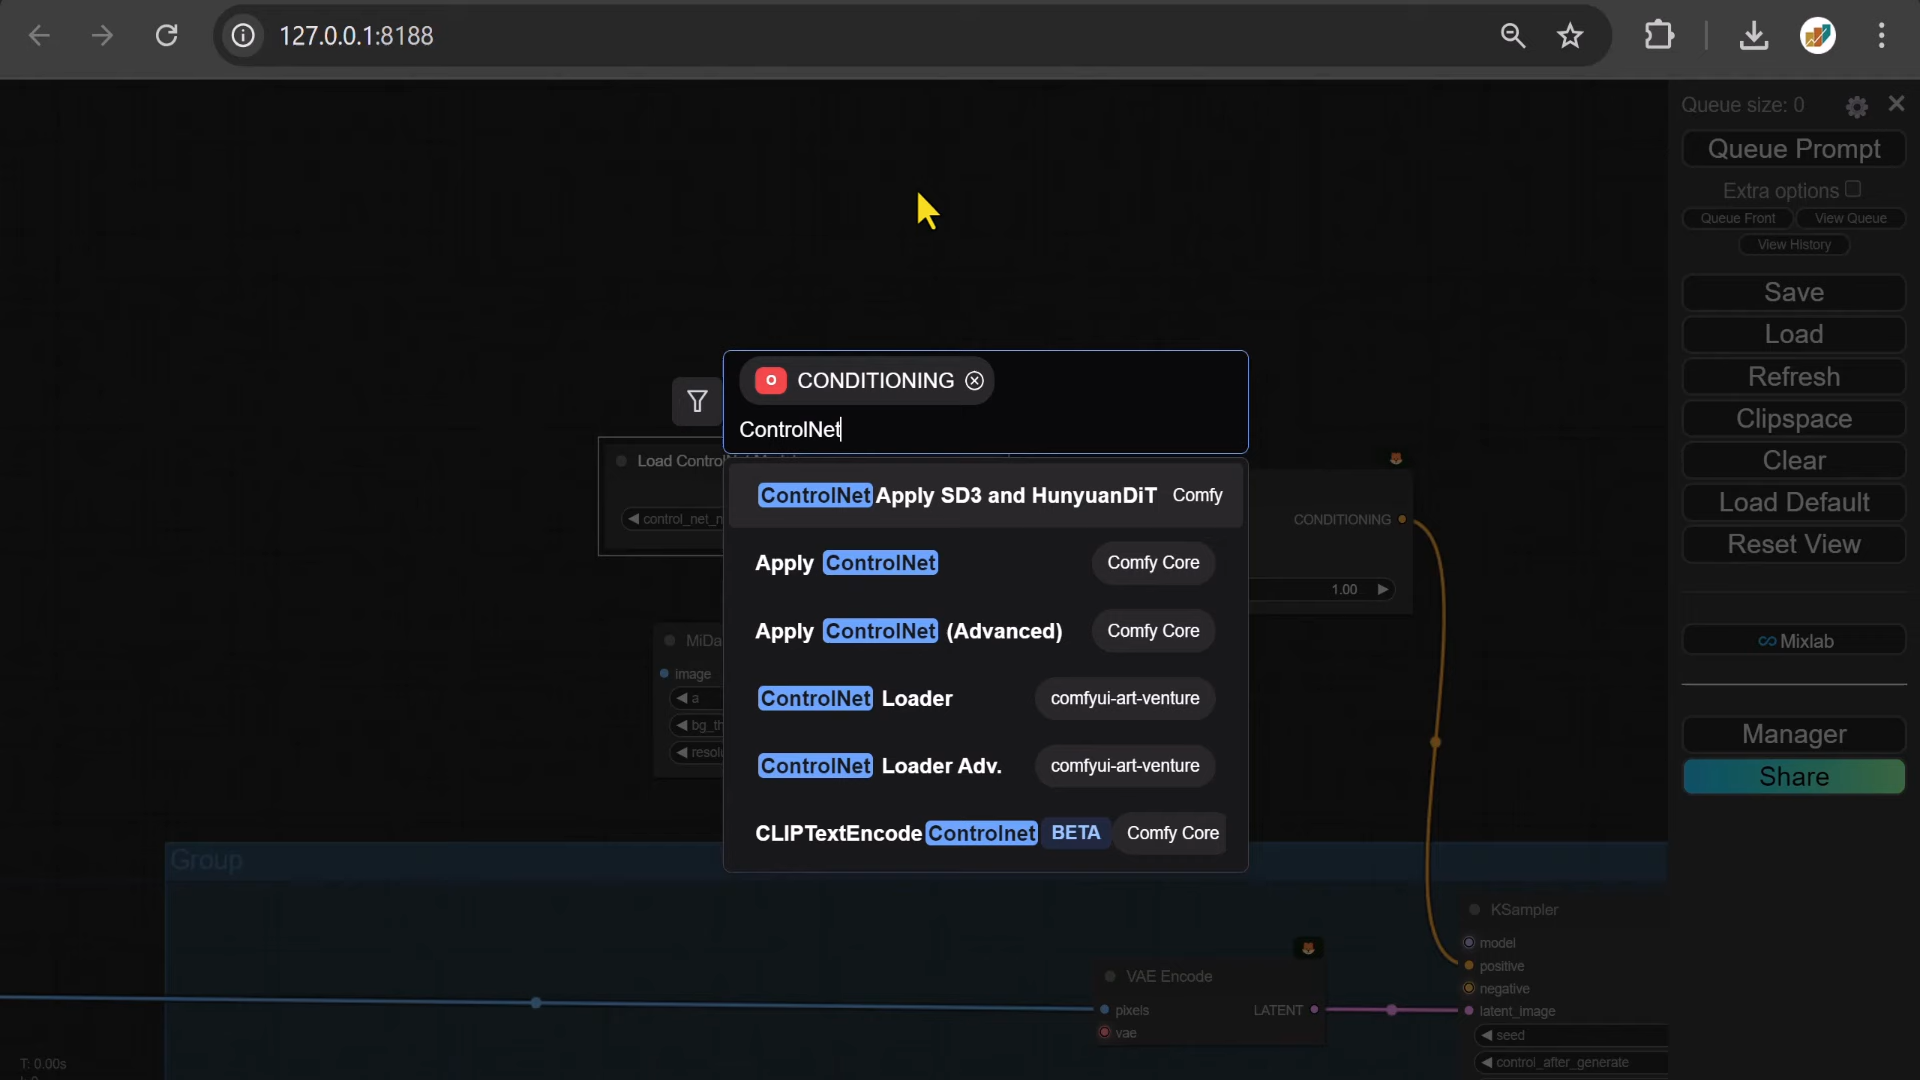 127.0.0.1:8188
Queue size: 0
Queue Prompt
Extra options
Queue Front
View Queue
View History
Save
Load
Refresh
Clipspace
Clear
Load Default
Reset View
Mixlab
Manager
Share
O CONDITIONING
ControlNet
Load
ControlNetApply SD3 and HunyuanDiT Comfy
Apply ControlNet Comfy Core
Apply ControlNet (Advanced) Comfy Core
ControlNet Loader comfyui-art-venture
ControlNet Loader Adv. comfyui-art-venture
CLIPTextEncodeControlnet BETA Comfy Core
CONDITIONING
1.00
image
a
Group
KSampler
model
positive
negative
latent_image
seed
control_after_generate
VAE Encode
pixels
LATENT
vae
T: 0.00s